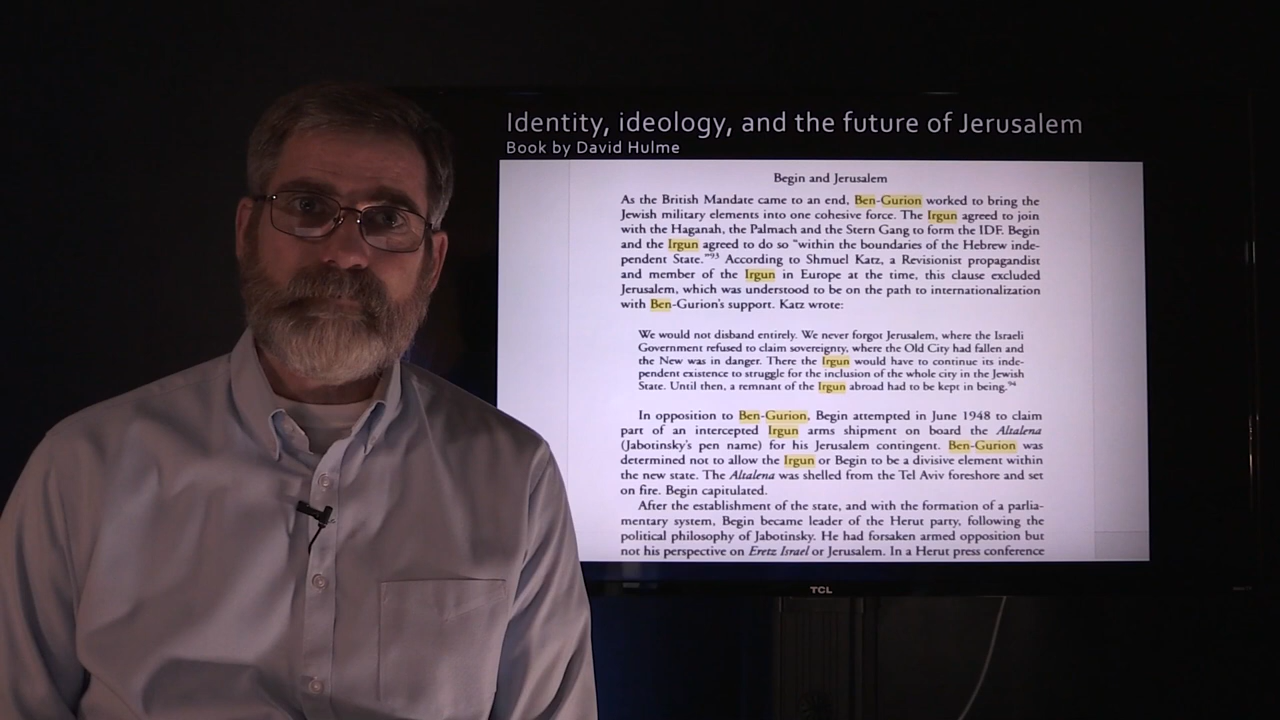 Identity, ideology, and the future of Jerusalem
Book by David Hulme
Begin and Jerusalem
As the British Mandate came to an end, Ben-Gurion worked to bring the
Jewish military elements into one cohesive force. The Irgun agreed to join
with the Haganah, the Palmach and the Stern Gang to form the IDF. Begin
and the Irgun agreed to do so “within the boundaries of the Hebrew inde-
pendent State.”93 According to Shmuel Katz, a Revisionist propagandist
and member of the Irgun in Europe at the time, this clause excluded
Jerusalem, which was understood to be on the path to internationalization
with Ben-Gurion’s support. Katz wrote:
We would not disband entirely. We never forgot Jerusalem, where the Israeli
Government refused to claim sovereignty, where the Old City had fallen and
the New was in danger. There the Irgun would have to continue its inde-
pendent existence to struggle for the inclusion of the whole city in the Jewish
State. Until then, a remnant of the Irgun abroad had to be kept in being.94
In opposition to Ben-Gurion, Begin attempted in June 1948 to claim
part of an intercepted Irgun arms shipment on board the Altalena
(Jabotinsky’s pen name) for his Jerusalem contingent. Ben-Gurion was
determined not to allow the Irgun or Begin to be a divisive element within
the new state. The Altalena was shelled from the Tel Aviv foreshore and set
on fire. Begin capitulated.
After the establishment of the state, and with the formation of a parlia-
mentary system, Begin became leader of the Herut party, following the
political philosophy of Jabotinsky. He had forsaken armed opposition but
not his perspective on Eretz Israel or Jerusalem. In a Herut press conference
TCL